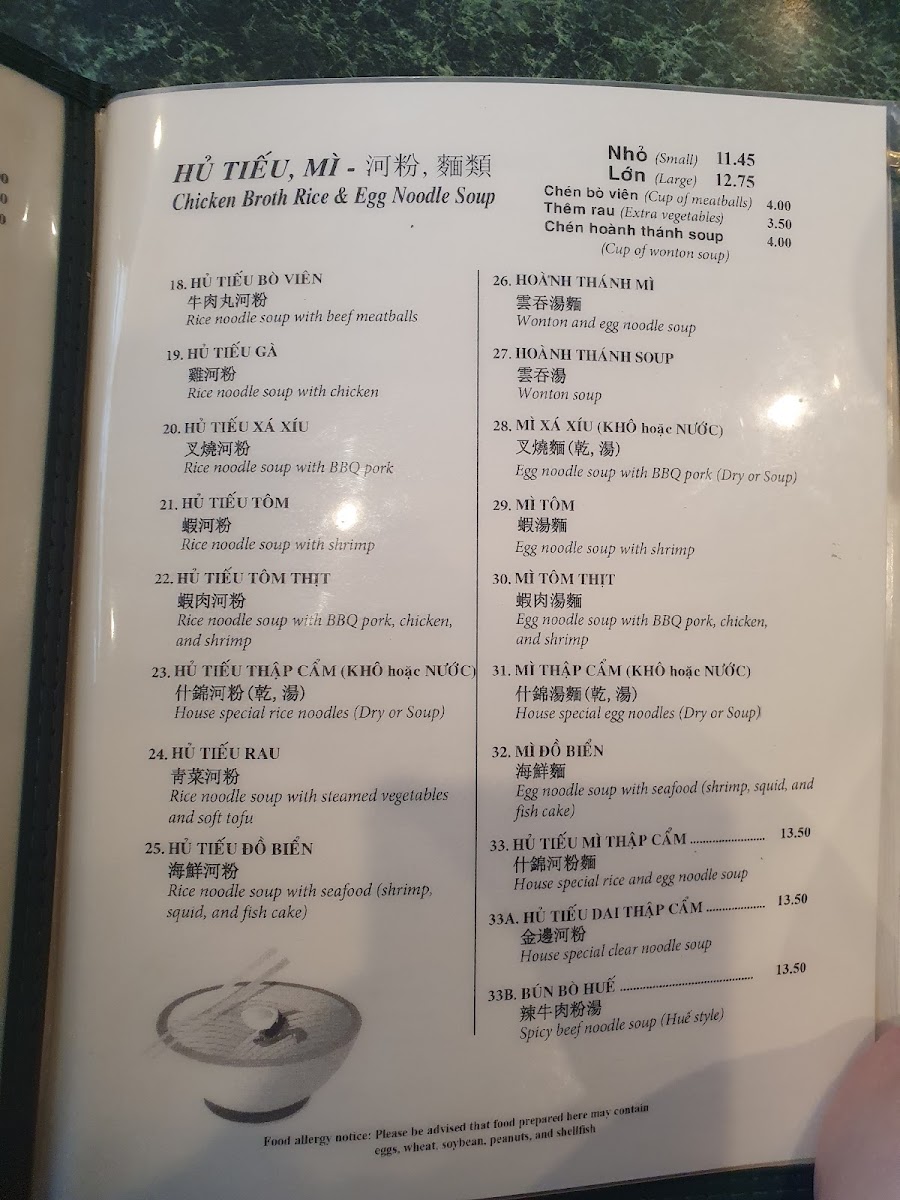 HỦ TIẾU, MÌ - 河粉, 麵類
Chicken Broth Rice & Egg Noodle Soup
Nhỏ (Small) 11.45
Lớn (Large) 12.75
Chén bò viên (Cup of meatballs) 4.00
Thêm rau (Extra vegetables) 3.50
Chén hoành thánh soup 4.00
(Cup of wonton soup)
18. HỦ TIẾU BÒ VIÊN
牛肉丸河粉
Rice noodle soup with beef meatballs
19. HỦ TIẾU GÀ
雞河粉
Rice noodle soup with chicken
20. HỦ TIẾU XÁ XÍU
叉燒河粉
Rice noodle soup with BBQ pork
21. HỦ TIẾU TÔM
蝦河粉
Rice noodle soup with shrimp
22. HỦ TIẾU TÔM THỊT
蝦肉河粉
Rice noodle soup with BBQ pork, chicken,
and shrimp
23. HỦ TIẾU THẬP CẨM (KHÔ hoặc NƯỚC)
什錦河粉(乾, 湯)
House special rice noodles (Dry or Soup)
24. HỦ TIẾU RAU
青菜河粉
Rice noodle soup with steamed vegetables
and soft tofu
25. HỦ TIẾU ĐỒ BIỂN
海鮮河粉
Rice noodle soup with seafood (shrimp,
squid, and fish cake)
26. HOÀNH THÁNH MÌ
雲吞湯麵
Wonton and egg noodle soup
27. HOÀNH THÁNH SOUP
雲吞湯
Wonton soup
28. MÌ XÁ XÍU (KHÔ hoặc NƯỚC)
叉燒麵(乾, 湯)
Egg noodle soup with BBQ pork (Dry or Soup)
29. MÌ TÔM
蝦湯麵
Egg noodle soup with shrimp
30. MÌ TÔM THỊT
蝦肉湯麵
Egg noodle soup with BBQ pork, chicken,
and shrimp
31. MÌ THẬP CẨM (KHÔ hoặc NƯỚC)
什錦湯麵(乾, 湯)
House special egg noodles (Dry or Soup)
32. MÌ ĐỒ BIỂN
海鮮麵
Egg noodle soup with seafood (shrimp, squid, and
fish cake)
33. HỦ TIẾU MÌ THẬP CẨM ........................ 13.50
什錦河粉麵
House special rice and egg noodle soup
33A. HỦ TIẾU DAI THẬP CẨM .................. 13.50
金邊河粉
House special clear noodle soup
33B. BÚN BÒ HUẾ ........................................ 13.50
辣牛肉粉湯
Spicy beef noodle soup (Huế style)
Food allergy notice: Please be advised that food prepared here may contain
eggs, wheat, soybean, peanuts, and shellfish